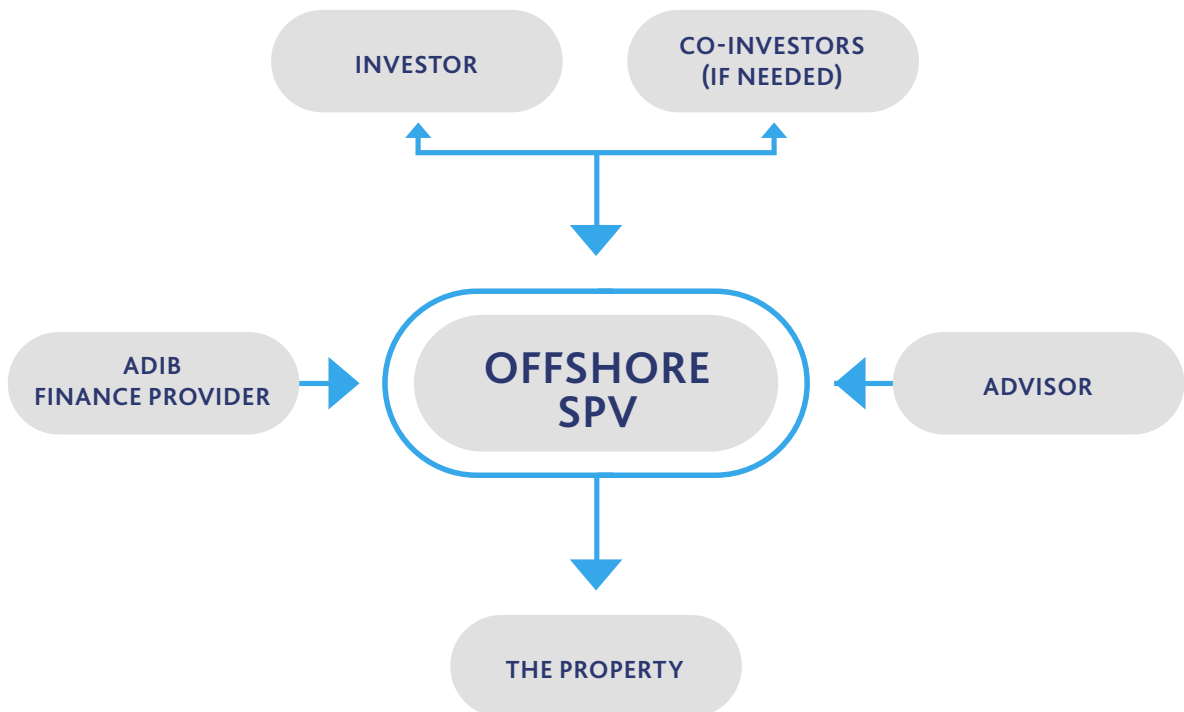 INVESTOR
CO-INVESTORS
(IF NEEDED)
ADIB
FINANCE PROVIDER
OFFSHORE
SPV
ADVISOR
THE PROPERTY